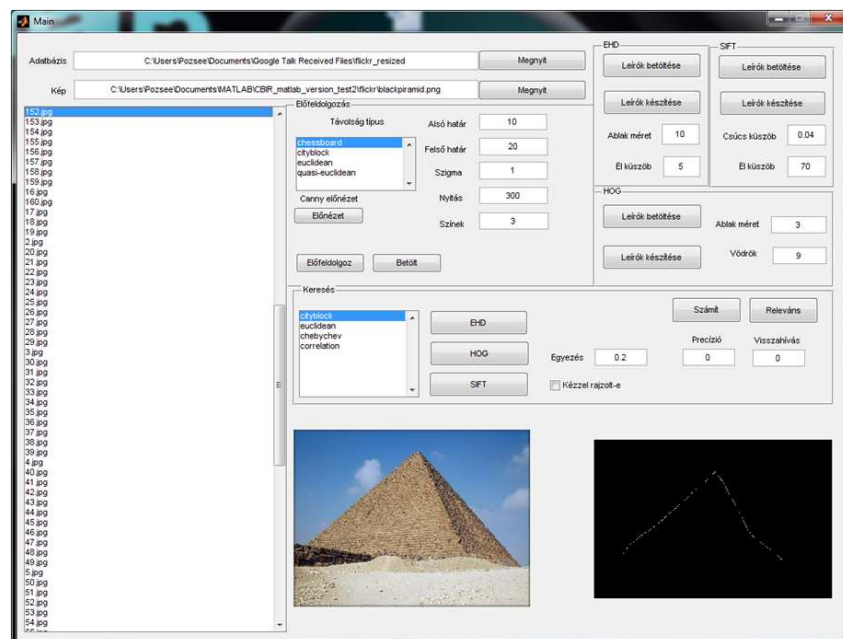 Main
Adatbázis
C:\Users\Pozsee\Documents\Google Talk Received Files\flickr_resized
Megnyit
Kép
C:\Users\Pozsee\Documents\MATLAB\CBIR_matlab_version_test2\flickr\blackpiramid.png
Megnyit
152.jpg
153.jpg
154.jpg
155.jpg
156.jpg
157.jpg
158.jpg
159.jpg
16.jpg
160.jpg
17.jpg
18.jpg
19.jpg
2.jpg
20.jpg
21.jpg
22.jpg
23.jpg
24.jpg
25.jpg
26.jpg
27.jpg
28.jpg
29.jpg
3.jpg
30.jpg
31.jpg
32.jpg
33.jpg
34.jpg
35.jpg
36.jpg
37.jpg
38.jpg
39.jpg
4.jpg
40.jpg
41.jpg
42.jpg
43.jpg
44.jpg
45.jpg
46.jpg
47.jpg
48.jpg
49.jpg
5.jpg
50.jpg
51.jpg
52.jpg
53.jpg
54.jpg
Előfeldolgozás
Távolság típus
chessboard
cityblock
euclidean
quasi-euclidean
Canny előnézet
Előnézet
Előfeldolgoz
Betölt
Alsó határ 10
Felső határ 20
Szigma 1
Nyitás 300
Színek 3
EHD
Leírók betöltése
Leírók készítése
Ablak méret 10
Él küszöb 5
SIFT
Leírók betöltése
Leírók készítése
Csúcs küszöb 0.04
Él küszöb 70
HOG
Leírók betöltése
Leírók készítése
Ablak méret 3
Vödrök 9
Keresés
cityblock
euclidean
chebychev
correlation
EHD
HOG
SIFT
Egyezés 0.2
Kézzel rajzolt-e
Számít
Releváns
Precízió
0
Visszahívás
0